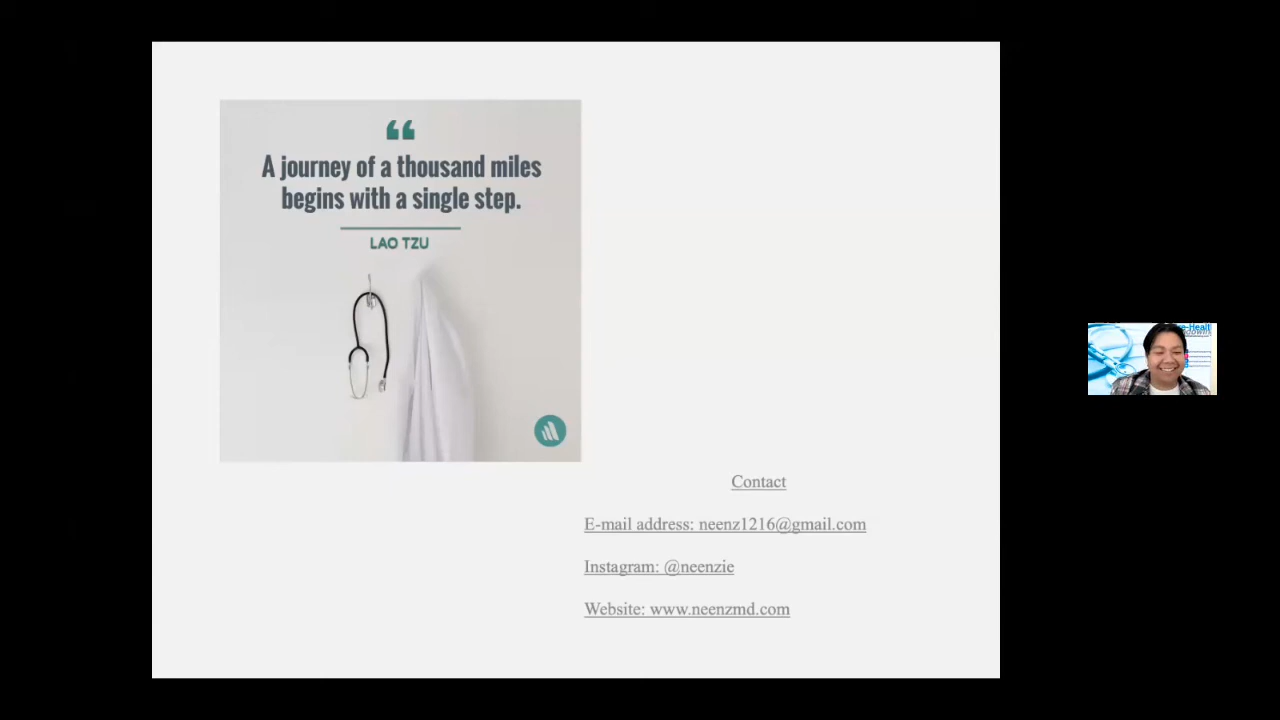 A journey of a thousand miles
begins with a single step.
LAO TZU
Contact
E-mail address: neenz1216@gmail.com
Instagram: @neenzie
Website: www.neenzmd.com